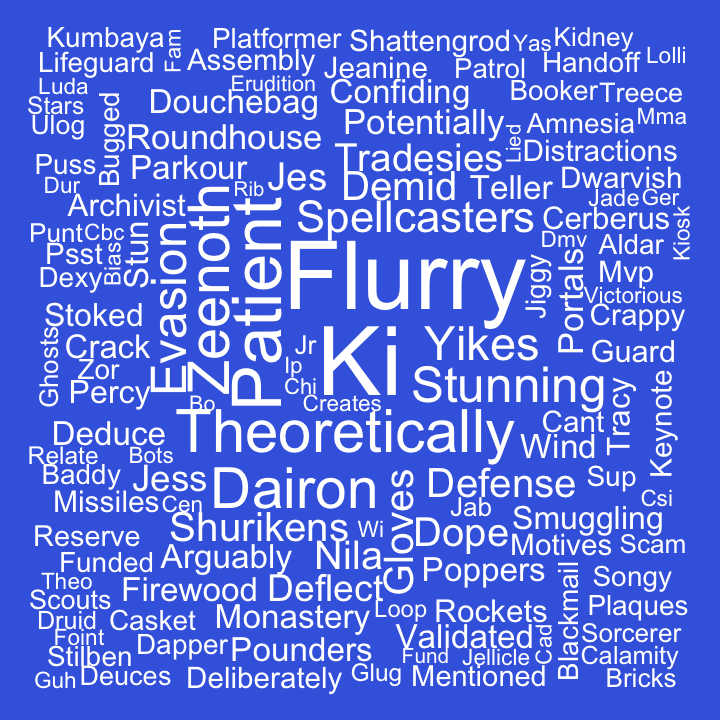 Kumbaya
Fam
Platformer
Shattengrod
Yas
Kidney
Lifeguard
Assembly
Jeanine
Patrol
Handoff
Lolli
Luda
Erudition
Confiding
Booker
Treece
Stars
Bugged
Douchebag
Potentially
Amnesia
Mma
Ulog
Roundhouse
Lied
Distractions
Puss
Parkour
Jes
Tradesies
Dwarvish
Dur
Rib
Demid
Teller
Jade
Ger
Archivist
Zeenoth
Patient
Spellcasters
Cerberus
Kiosk
Punt
Cbc
Stun
Evasion
Flurry
Dmv
Aldar
Psst
Biasc
Jiggy
Portals
Mvp
Dexy
Victorious
Stoked
Crappy
Ghosts
Crack
Jr
Ki
Yikes
Guard
Zor
Ip
Percy
Chi
Stunning
Tracy
Keynote
Bo
Creates
Deduce
Theoretically
Cant
Wind
Relate
Bots
Baddy
Jess
Dairon
Gloves
Defense
Sup
Missiles
Cen
Jab
Csi
Reserve
Shurikens
Wi
Dope
Smuggling
Funded
Arguably
Nila
Motives
Scam
Theo
Firewood
Deflect
Poppers
Blackmail
Songy
Scouts
Druid
Casket
Monastery
Loop
Rockets
Plaques
Foint
Dapper
Pounders
Validated
Cad
Sorcerer
Stilben
Fund
Jellicle
Calamity
Guh
Deuces
Deliberately
Glug
Mentioned
Bricks